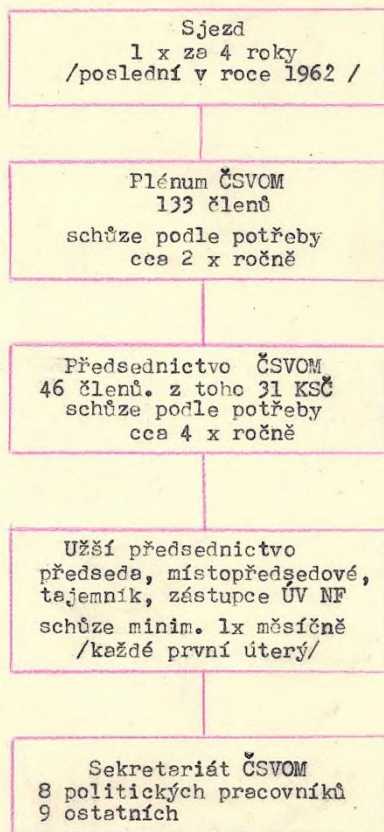 Sjezd
1 x za 4 roky
/poslední v roce 1962 /
Plénum ČSVOM
133 členů
schůze podle potřeby
cca 2 x ročně
Předsednictvo ČSVOM
46 členů. z toho 31 KSČ
schůze podle potřeby
cca 4 x ročně
Užší předsednictvo
předseda, místopředsedové,
tajemník, zástupce ÚV NF
schůze minim. 1x měsíčně
/každé první úterý/
Sekretariát ČSVOM
8 politických pracovníků
9 ostatních